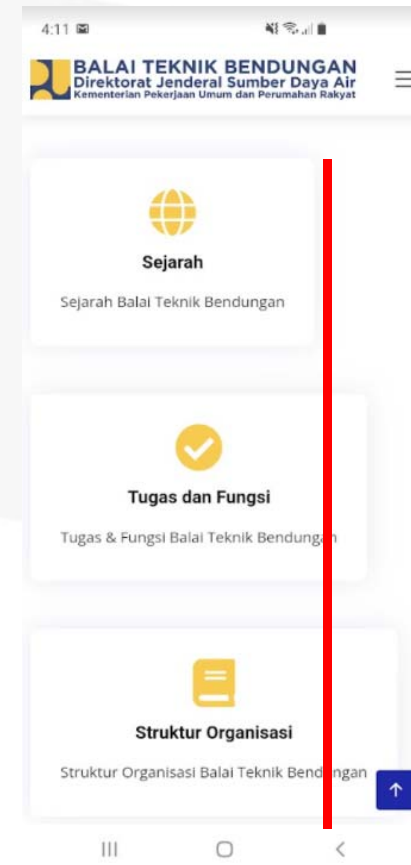 4:11
BALAI TEKNIK BENDUNGAN
Direktorat Jenderal Sumber Daya Air
Kementerian Pekerjaan Umum dan Perumahan Rakyat
Sejarah
Sejarah Balai Teknik Bendungan
Tugas dan Fungsi
Tugas & Fungsi Balai Teknik Bendungan
Struktur Organisasi
Struktur Organisasi Balai Teknik Bendungan